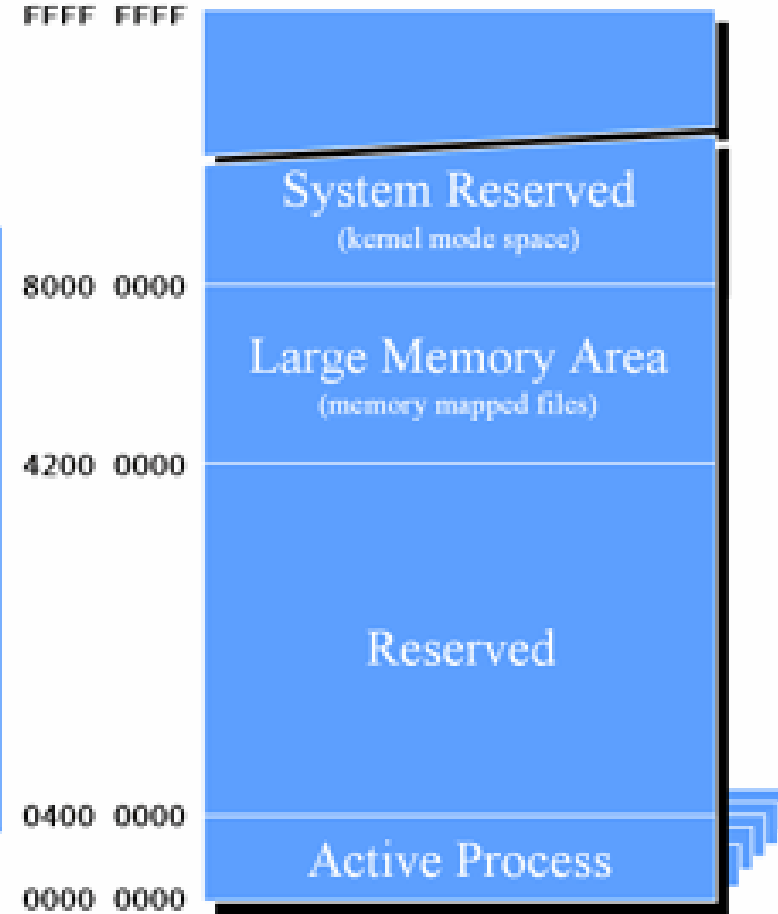 FFFF FFFF
System Reserved
(kernel mode space)
8000 0000
Large Memory Area
(memory mapped files)
4200 0000
Reserved
0400 0000
Active Process
0000 0000